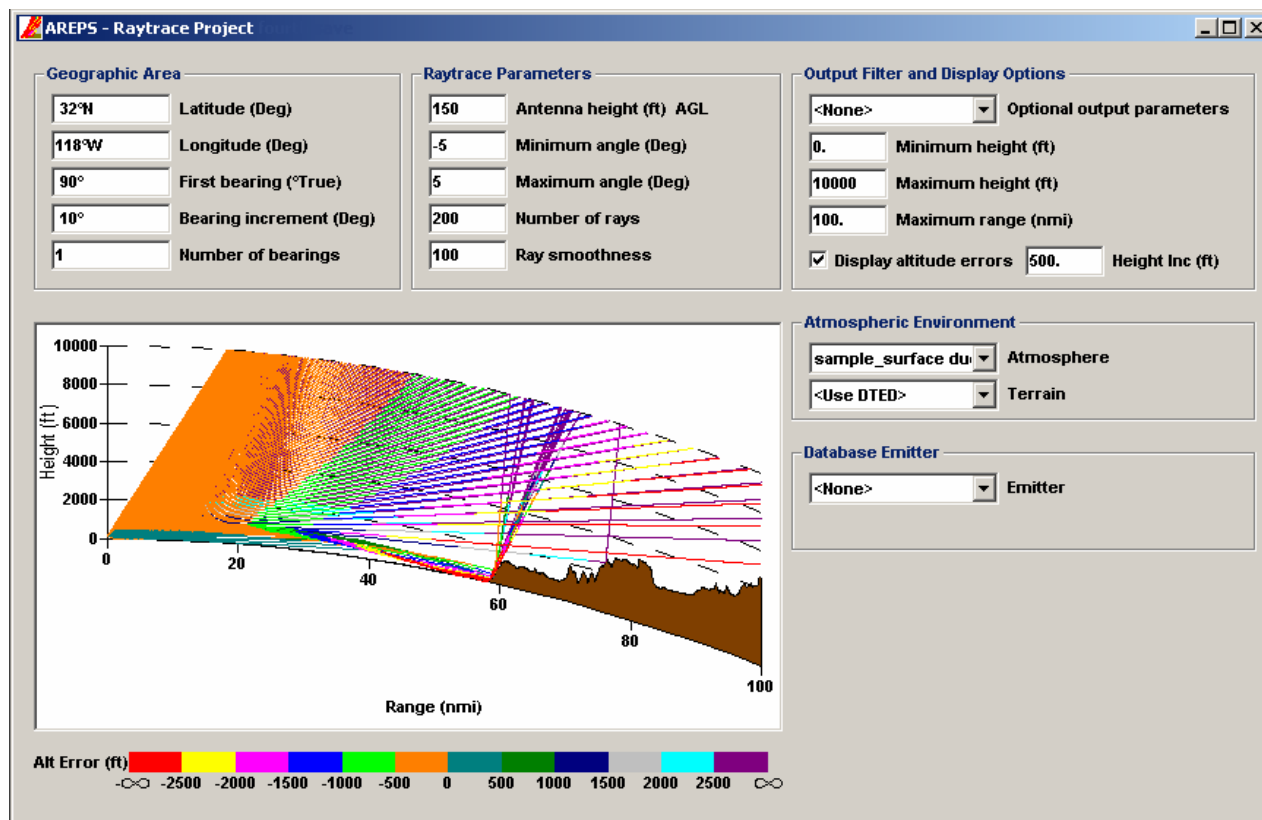 AREPS - Raytrace Project
Geographic Area
32°N Latitude (Deg)
118°W Longitude (Deg)
90° First bearing (°True)
10° Bearing increment (Deg)
1 Number of bearings
Raytrace Parameters
150 Antenna height (ft) AGL
-5 Minimum angle (Deg)
5 Maximum angle (Deg)
200 Number of rays
100 Ray smoothness
Output Filter and Display Options
<None> Optional output parameters
0. Minimum height (ft)
10000 Maximum height (ft)
100. Maximum range (nmi)
Display altitude errors 500. Height Inc (ft)
Height (ft)
10000
8000
6000
4000
2000
0
0 20 40 60 80 100
Range (nmi)
Alt Error (ft)
-∞ -2500 -2000 -1500 -1000 -500 0 500 1000 1500 2000 2500 ∞
Atmospheric Environment
sample_surface du Atmosphere
<Use DTED> Terrain
Database Emitter
<None> Emitter